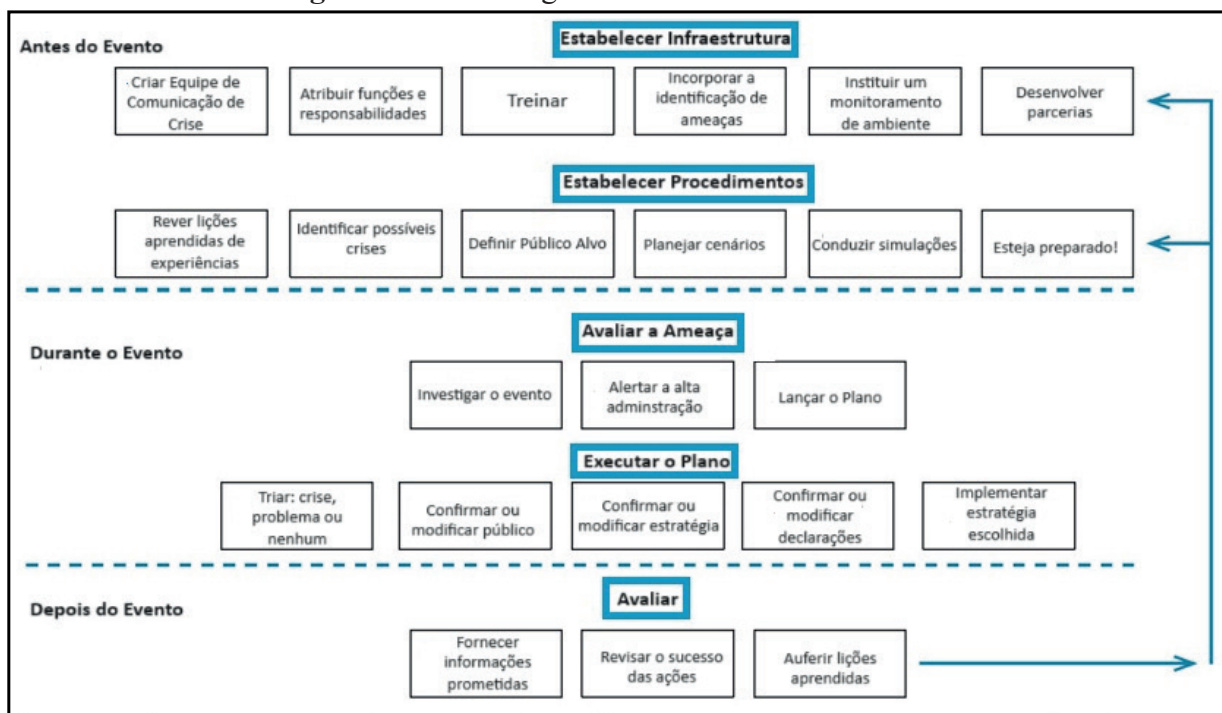 Antes do Evento
Estabelecer Infraestrutura
Criar Equipe de
Comunicação de
Crise
Atribuir funções e
responsabilidades
Treinar
Incorporar a
identificação de
ameaças
Instituir um
monitoramento
de ambiente
Desenvolver
parcerias
Estabelecer Procedimentos
Rever lições
aprendidas de
experiências
Identificar possíveis
crises
Definir Público Alvo
Planejar cenários
Conduzir simulações
Esteja preparado!
Durante o Evento
Avaliar a Ameaça
Investigar o evento
Alertar a alta
adminstração
Lançar o Plano
Executar o Plano
Triar: crise,
problema ou
nenhum
Confirmar ou
modificar público
Confirmar ou
modificar estratégia
Confirmar ou
modificar
declarações
Implementar
estratégia
escolhida
Depois do Evento
Avaliar
Fornecer
informações
prometidas
Revisar o sucesso
das ações
Auferir lições
aprendidas